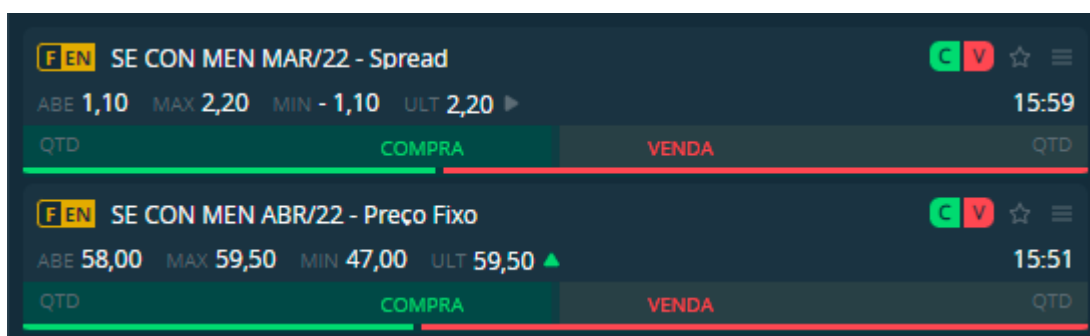 F EN SE CON MEN MAR/22 - Spread C V
ABE 1,10 MAX 2,20 MIN - 1,10 ULT 2,20 15:59
QTD COMPRA VENDA QTD
F EN SE CON MEN ABR/22 - Preço Fixo C V
ABE 58,00 MAX 59,50 MIN 47,00 ULT 59,50 15:51
QTD COMPRA VENDA QTD